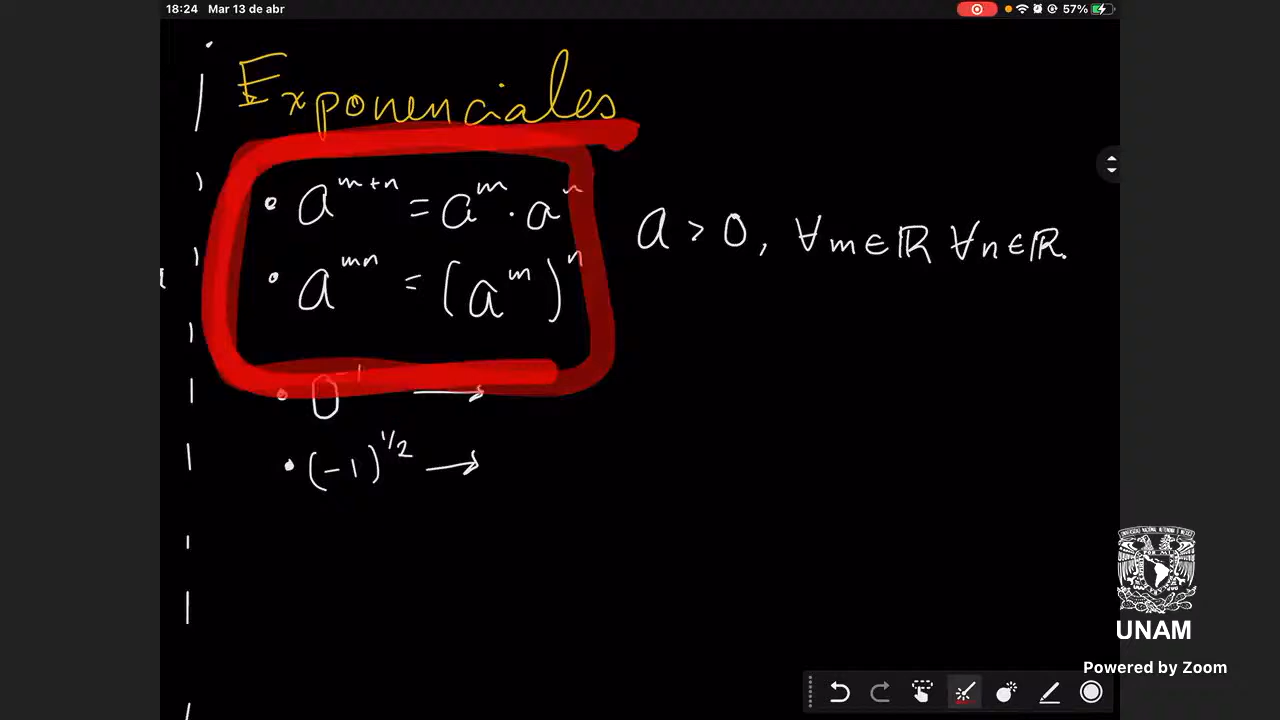 18:24 Mar 13 de abr 57%
Exponenciales
• a^{m+n} = a^m · a^n
a > 0, ∀m∈ℝ ∀n∈ℝ.
• a^{mn} = (a^m)^n
• 0^{-1} →
• (-1)^{1/2} →
UNAM
Powered by Zoom